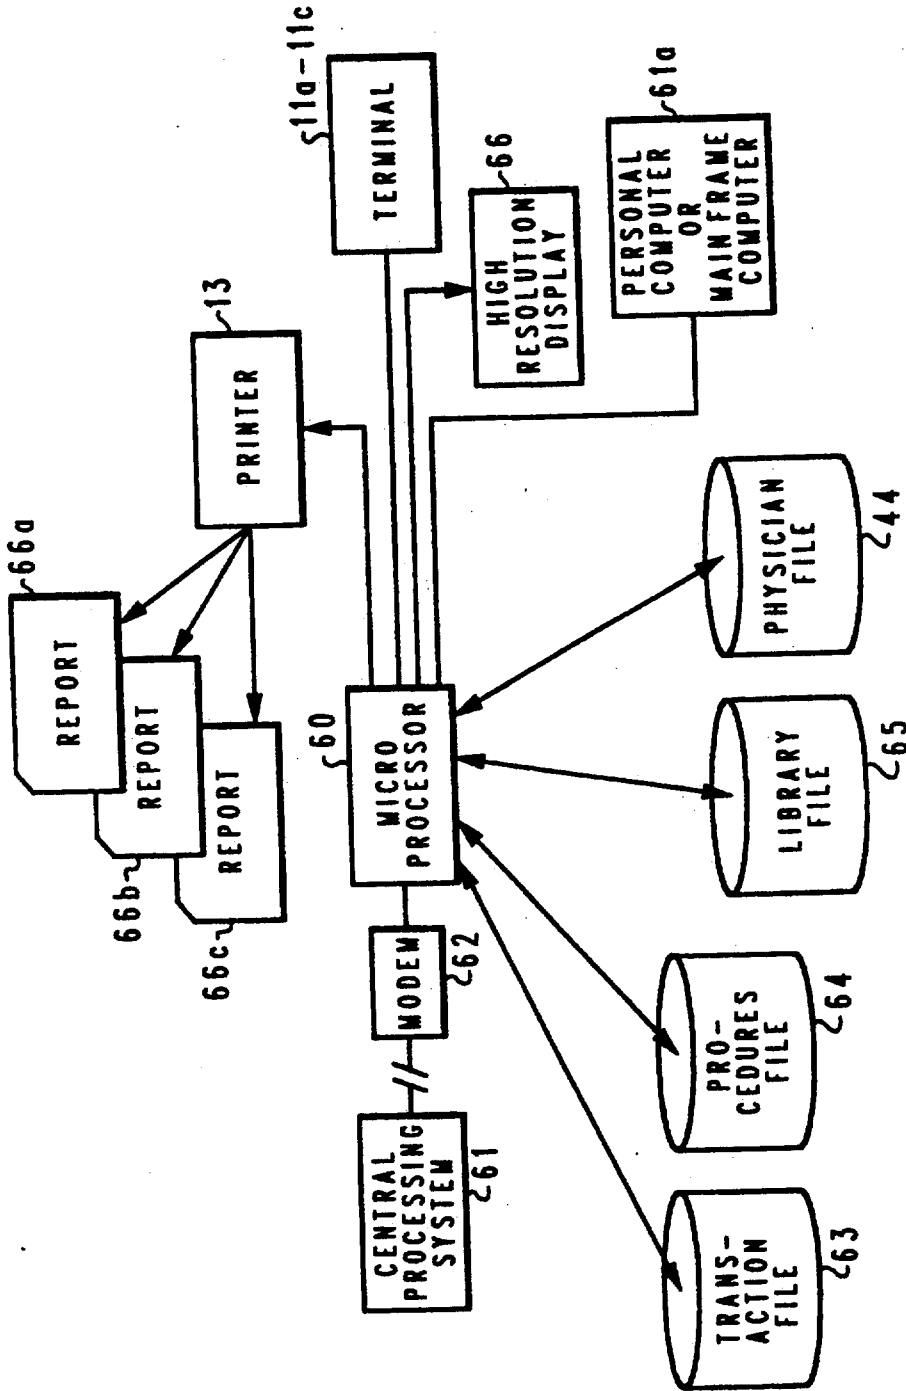 66a
REPORT
66b
REPORT
66c
REPORT
13
PRINTER
11a-11c
TERMINAL
66
HIGH
RESOLUTION
DISPLAY
61a
PERSONAL
COMPUTER
OR
MAIN FRAME
COMPUTER
60
MICRO
PROCESSOR
MODEM
62
CENTRAL
PROCESSING
SYSTEM
61
TRANS-
ACTION
FILE
63
PRO-
CEDURES
FILE
64
LIBRARY
FILE
65
PHYSICIAN
FILE
44